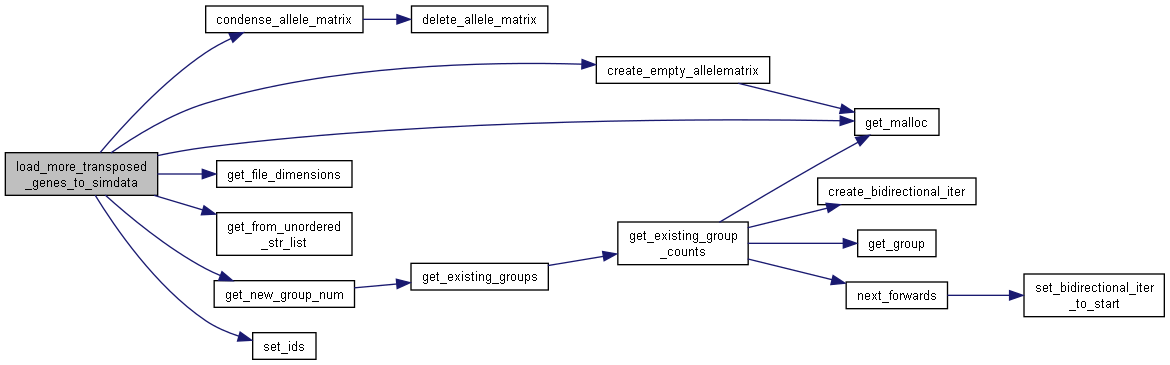 condense_allele_matrix
delete_allele_matrix
create_empty_allelematrix
get_malloc
load_more_transposed
_genes_to_simdata
get_file_dimensions
create_bidirectional_iter
get_from_unordered
_str_list
get_existing_group
_counts
get_group
get_existing_groups
get_new_group_num
next_forwards
set_bidirectional_iter
_to_start
set_ids